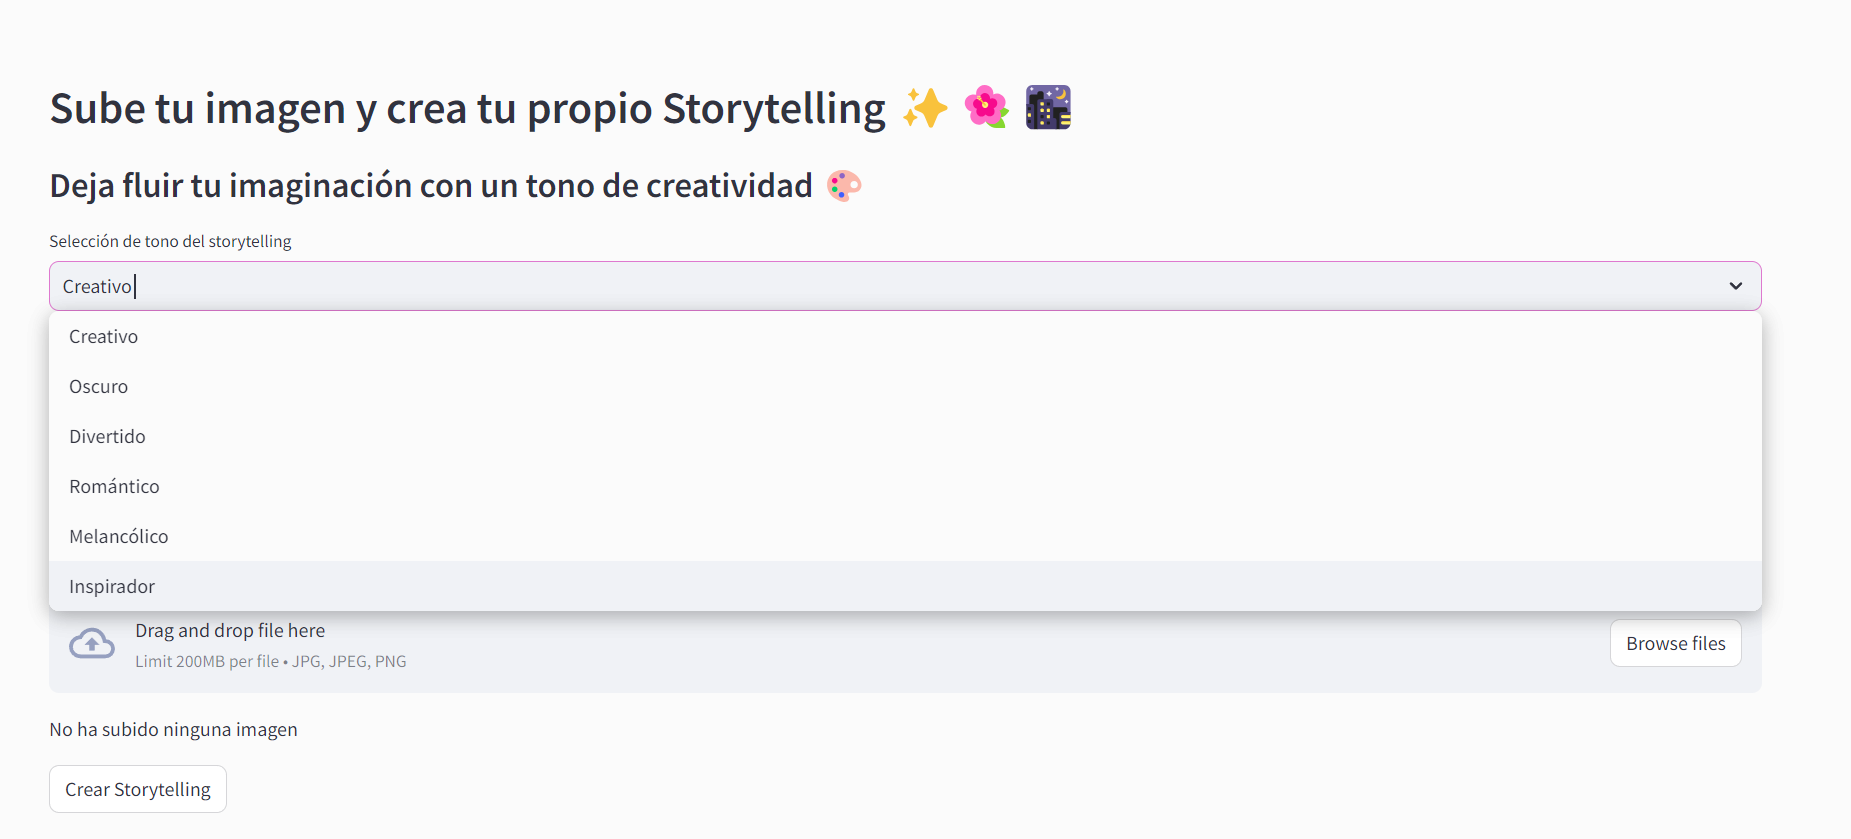 Sube tu imagen y crea tu propio Storytelling ✨ 🌺 🌃
Deja fluir tu imaginación con un tono de creatividad 🎨
Selección de tono del storytelling
Creativo
Creativo
Oscuro
Divertido
Romántico
Melancólico
Inspirador
Drag and drop file here
Limit 200MB per file • JPG, JPEG, PNG
Browse files
No ha subido ninguna imagen
Crear Storytelling